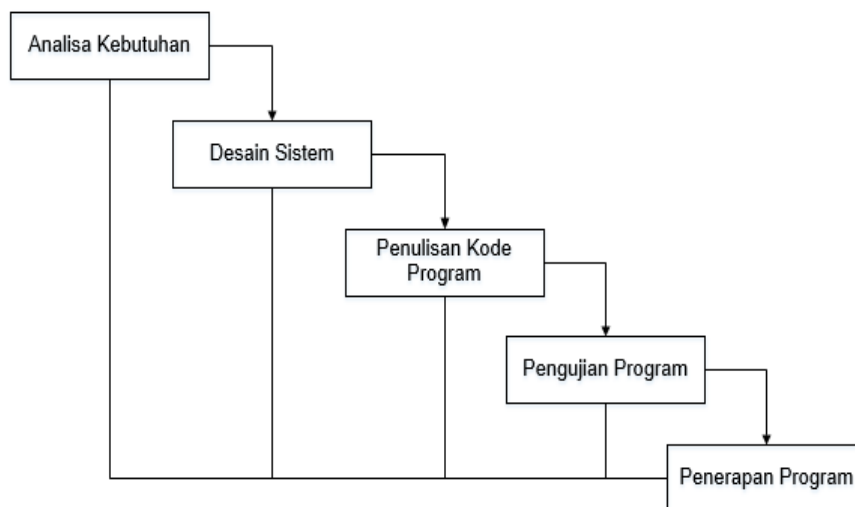 Analisa Kebutuhan
Desain Sistem
Penulisan Kode
Program
Pengujian Program
Penerapan Program